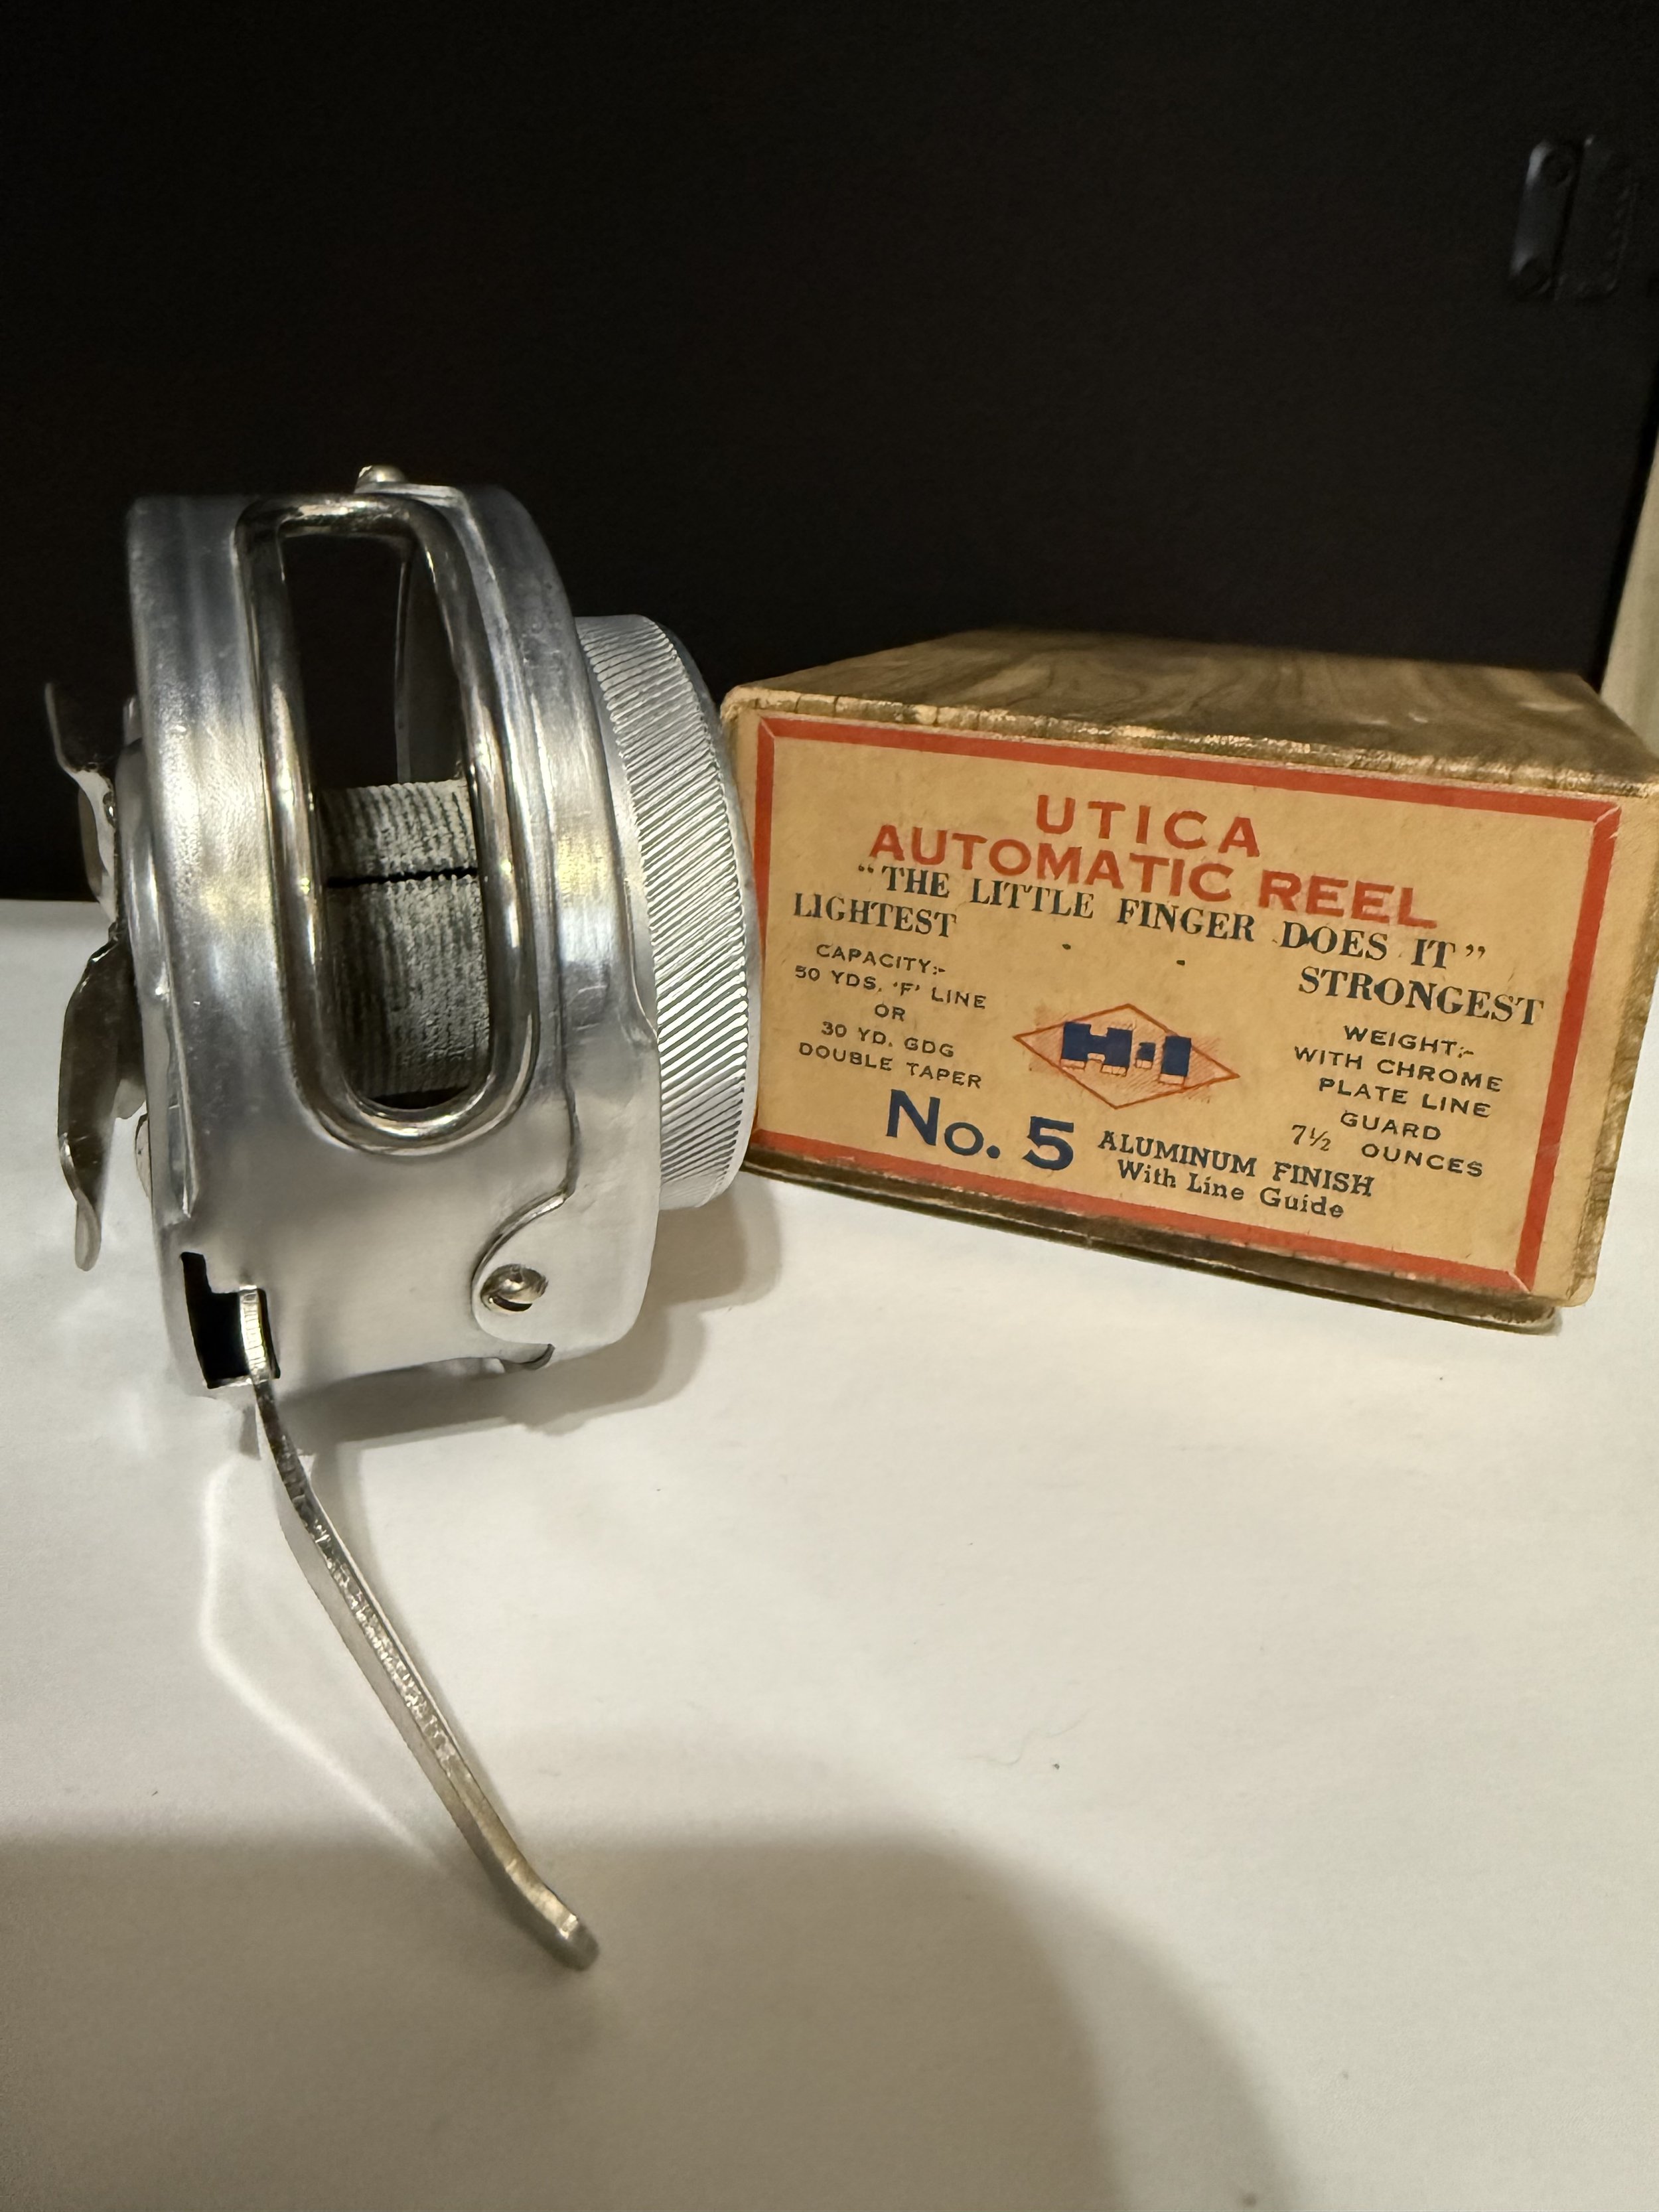 UTICA
AUTOMATIC REEL
"THE LITTLE FINGER DOES IT"
LIGHTEST
STRONGEST
CAPACITY:-
50 YDS. 'F' LINE
OR
30 YD. GDG
DOUBLE TAPER
H-I
WEIGHT:-
WITH CHROME
PLATE LINE
GUARD
7½ OUNCES
No. 5
ALUMINUM FINISH
With Line Guide